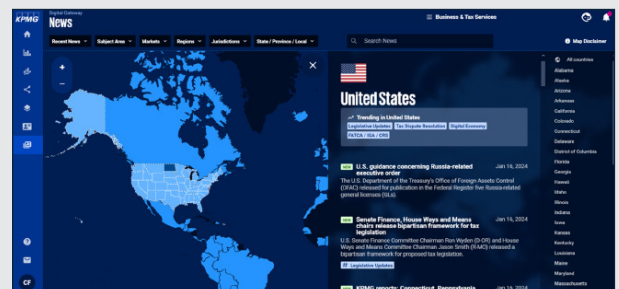 KPMG
Digital Gateway
News
Business & Tax Services
Recent News
Subject Area
Markets
Regions
Jurisdictions
State / Province / Local
Search News
Map Disclaimer
+
−
United States
Trending in United States
Legislative Updates
Tax Dispute Resolution
Digital Economy
FATCA / IGA / CRS
NEW
U.S. guidance concerning Russia-related
executive order
Jan 16, 2024
The U.S. Department of the Treasury's Office of Foreign Assets Control
(OFAC) released for publication in the Federal Register five Russia-related
general licenses (GLs).
NEW
Senate Finance, House Ways and Means
chairs release bipartisan framework for tax
legislation
Jan 16, 2024
U.S. Senate Finance Committee Chairman Ron Wyden (D-OR) and House
Ways and Means Committee Chairman Jason Smith (R-MO) released a
bipartisan framework for proposed tax legislation.
Legislative Updates
NEW
KPMG reports: Connecticut, Pennsylvania
Jan 16, 2024
All countries
Alabama
Alaska
Arizona
Arkansas
California
Colorado
Connecticut
Delaware
District of Columbia
Florida
Georgia
Hawaii
Idaho
Illinois
Indiana
Iowa
Kansas
Kentucky
Louisiana
Maine
Maryland
Massachusetts
CF